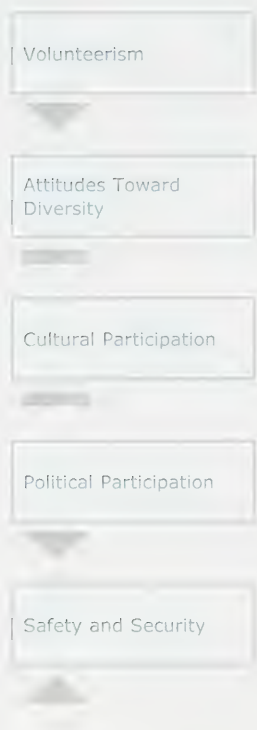 Volunteerism
Attitudes Toward
Diversity
Cultural Participation
Political Participation
Safety and Security